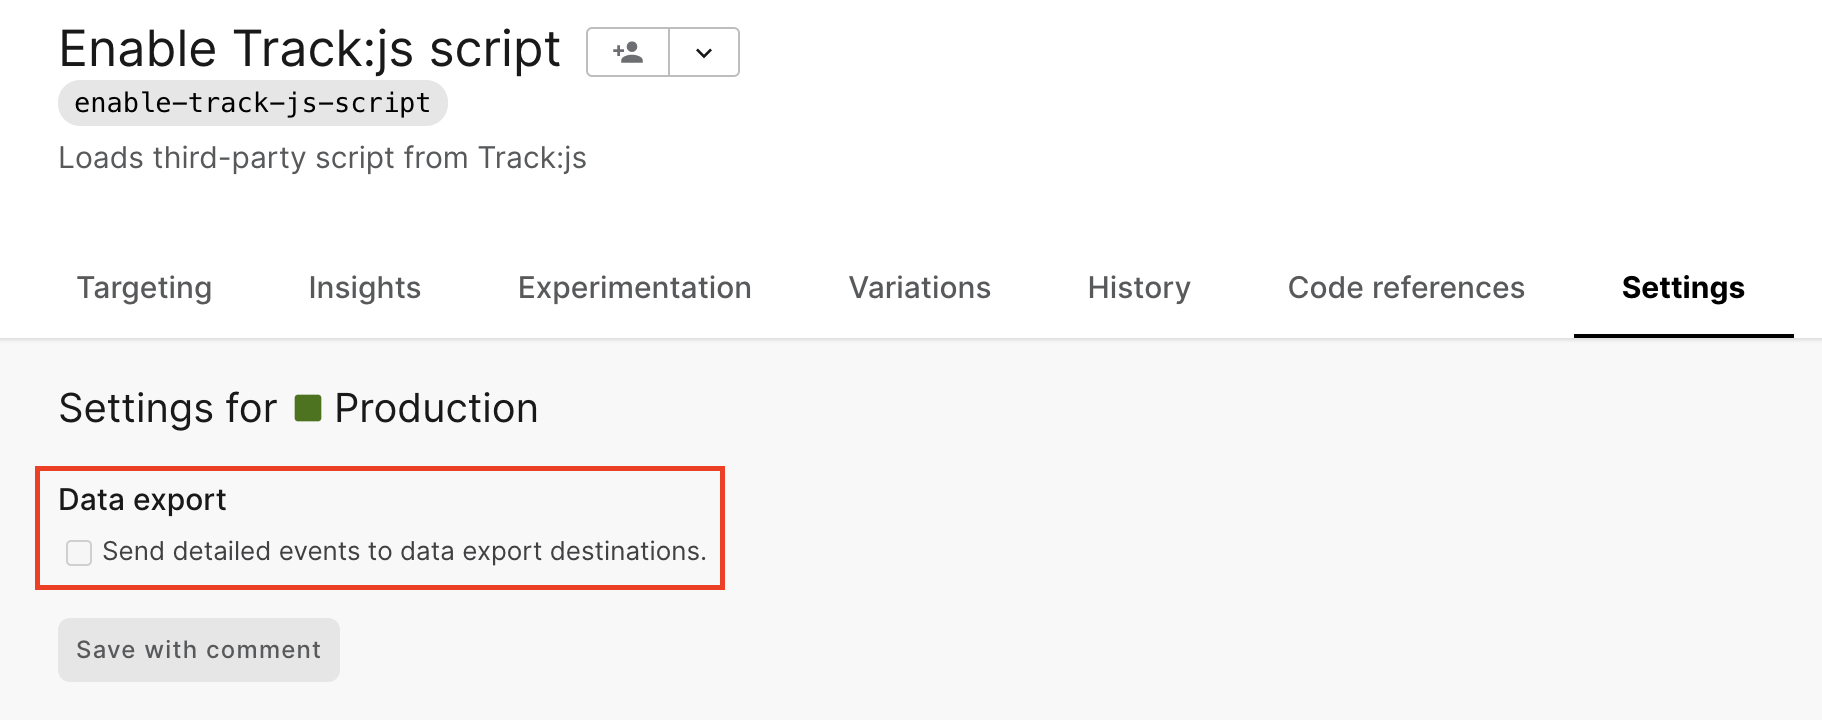 Enable Track:js script
enable-track-js-script
Loads third-party script from Track:js
Targeting Insights Experimentation Variations History Code references Settings
Settings for Production
Data export
Send detailed events to data export destinations.
Save with comment